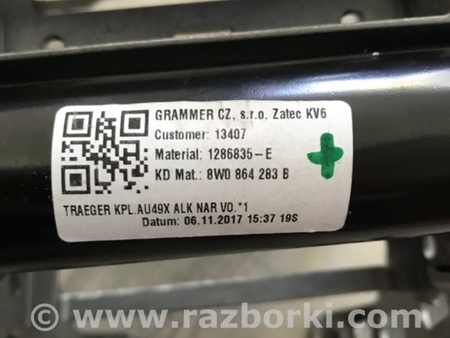 GRAMMER CZ, s.r.o. Zatec KV6
Customer: 13407
Material: 1286835-E
KD Mat.: 8W0 864 283 B
TRAEGER KPL.AU49X ALK NAR VO.*1
Datum: 06.11.2017 15:37 19S
© www.razborki.com